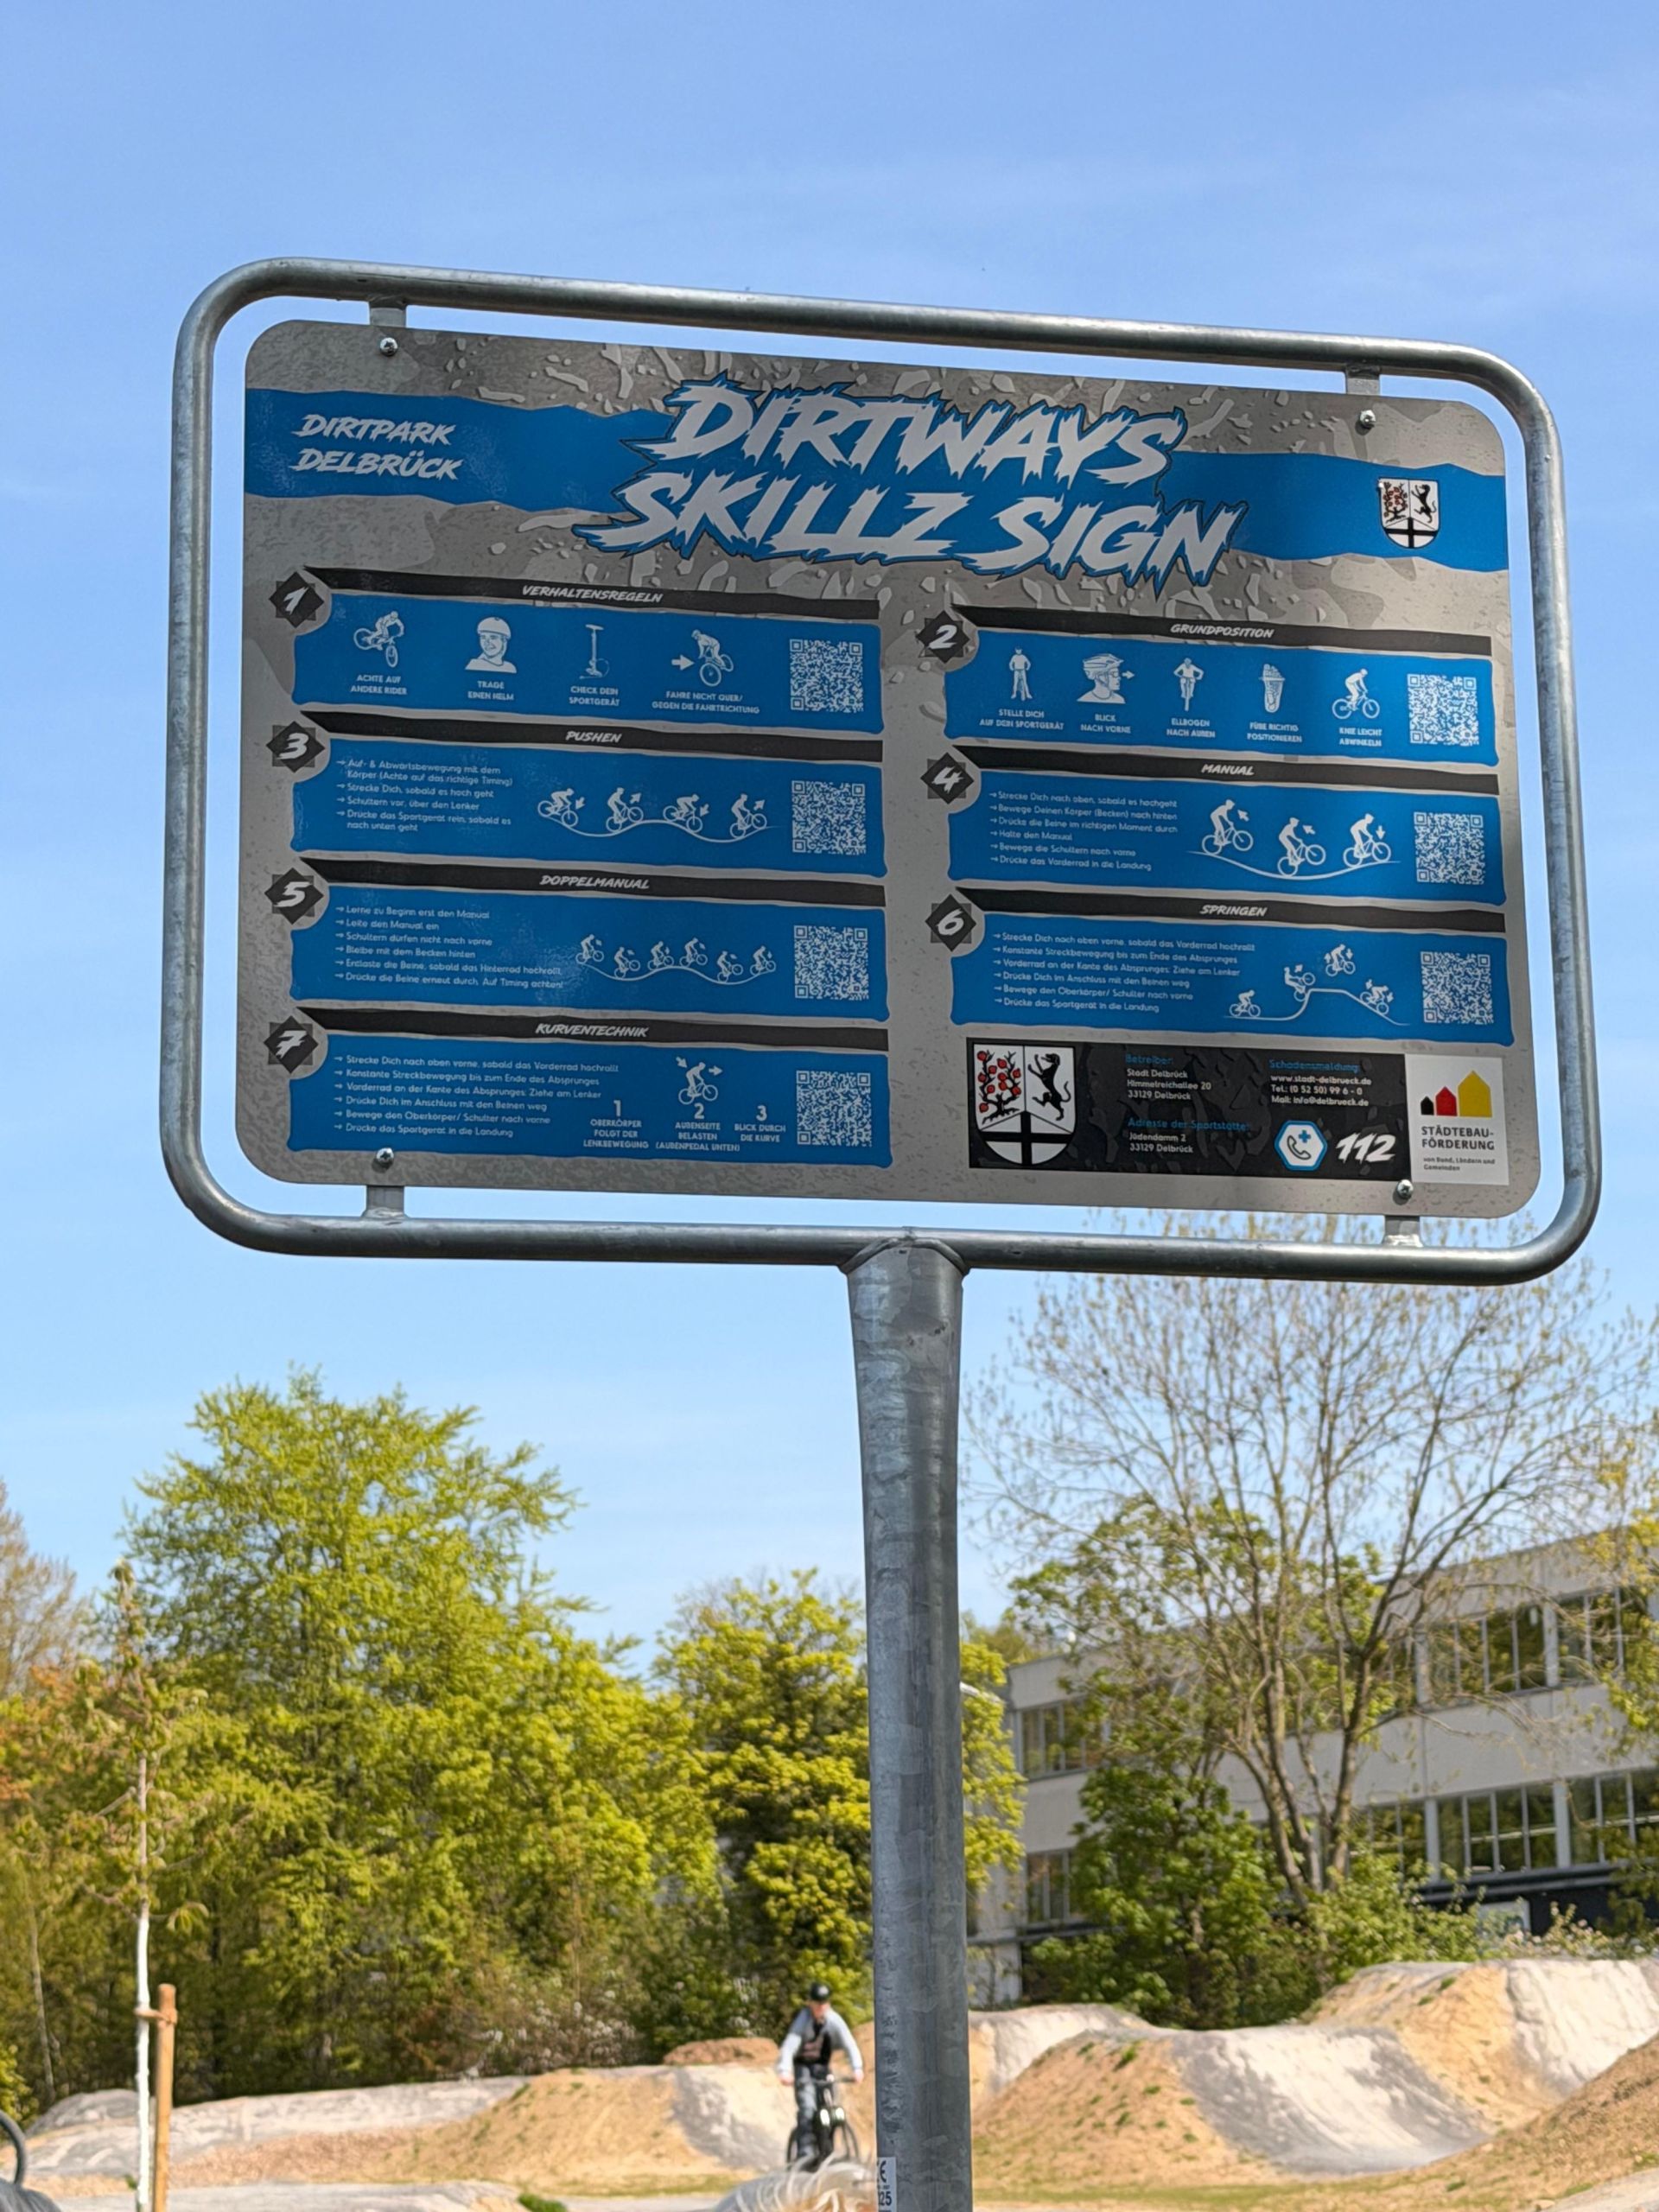 DIRTPARK
DELBRÜCK
DIRTWAYS
SKILLZ SIGN
1
VERHALTENSREGELN
ACHTE AUF
ANDERE RIDER
TRAGE
EINEN HELM
CHECK DEIN
SPORTGERÄT
FAHRE NICHT QUER/
GEGEN DIE FAHRTRICHTUNG
2
GRUNDPOSITION
STELLE DICH
AUF DEIN SPORTGERÄT
BLICK
NACH VORNE
ELLBOGEN
NACH AUßEN
FÜßE RICHTIG
POSITIONIEREN
KNIE LEICHT
ABWINKELN
3
PUSHEN
→ Auf- & Abwärtsbewegung mit dem
Körper (Achte auf das richtige Timing)
→ Strecke Dich, sobald es hoch geht
→ Schultern vor, über den Lenker
→ Drücke das Sportgerät rein, sobald es
nach unten geht
4
MANUAL
→ Strecke Dich nach oben, sobald es hochgeht
→ Bewege Deinen Körper (Becken) nach hinten
→ Drücke die Beine im richtigen Moment durch
→ Halte den Manual
→ Bewege die Schultern nach vorne
→ Drücke das Vorderrad in die Landung
5
DOPPELMANUAL
→ Lerne zu Beginn erst den Manual
→ Leite den Manual ein
→ Schultern dürfen nicht nach vorne
→ Bleibe mit dem Becken hinten
→ Entlaste die Beine, sobald das Hinterrad hochrollt
→ Drücke die Beine erneut durch. Auf Timing achten!
6
SPRINGEN
→ Strecke Dich nach oben vorne, sobald das Vorderrad hochrollt
→ Konstante Streckbewegung bis zum Ende des Absprunges
→ Vorderrad an der Kante des Absprunges: Ziehe am Lenker
→ Drücke Dich im Anschluss mit den Beinen weg
→ Bewege den Oberkörper/ Schulter nach vorne
→ Drücke das Sportgerät in die Landung
7
KURVENTECHNIK
→ Strecke Dich nach oben vorne, sobald das Vorderrad hochrollt
→ Konstante Streckbewegung bis zum Ende des Absprunges
→ Vorderrad an der Kante des Absprunges: Ziehe am Lenker
→ Drücke Dich im Anschluss mit den Beinen weg
→ Bewege den Oberkörper/ Schulter nach vorne
→ Drücke das Sportgerät in die Landung
1
OBERKÖRPER
FOLGT DER
LENKBEWEGUNG
2
AUßENSEITE
BELASTEN
(AUßENPEDAL UNTEN)
3
BLICK DURCH
DIE KURVE
Betreiber:
Stadt Delbrück
Himmelreichallee 20
33129 Delbrück
Adresse der Sportstätte:
Jüdendamm 2
33129 Delbrück
Schadensmeldung:
www.stadt-delbrueck.de
Tel.: (0 52 50) 99 6 - 0
Mail: info@delbrueck.de
112
STÄDTEBAU-
FÖRDERUNG
von Bund, Ländern und
Gemeinden
25